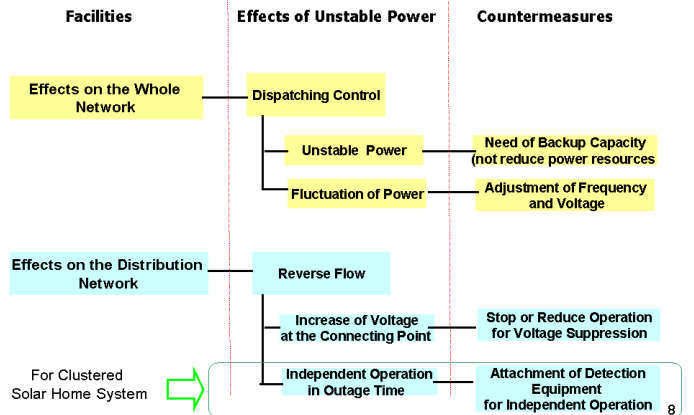 Facilities
Effects of Unstable Power
Countermeasures
Effects on the Whole
Network
Dispatching Control
Unstable Power
Need of Backup Capacity
(not reduce power resources
Fluctuation of Power
Adjustment of Frequency
and Voltage
Effects on the Distribution
Network
Reverse Flow
Increase of Voltage
at the Connecting Point
Stop or Reduce Operation
for Voltage Suppression
For Clustered
Solar Home System
Independent Operation
in Outage Time
Attachment of Detection
Equipment
for Independent Operation
8